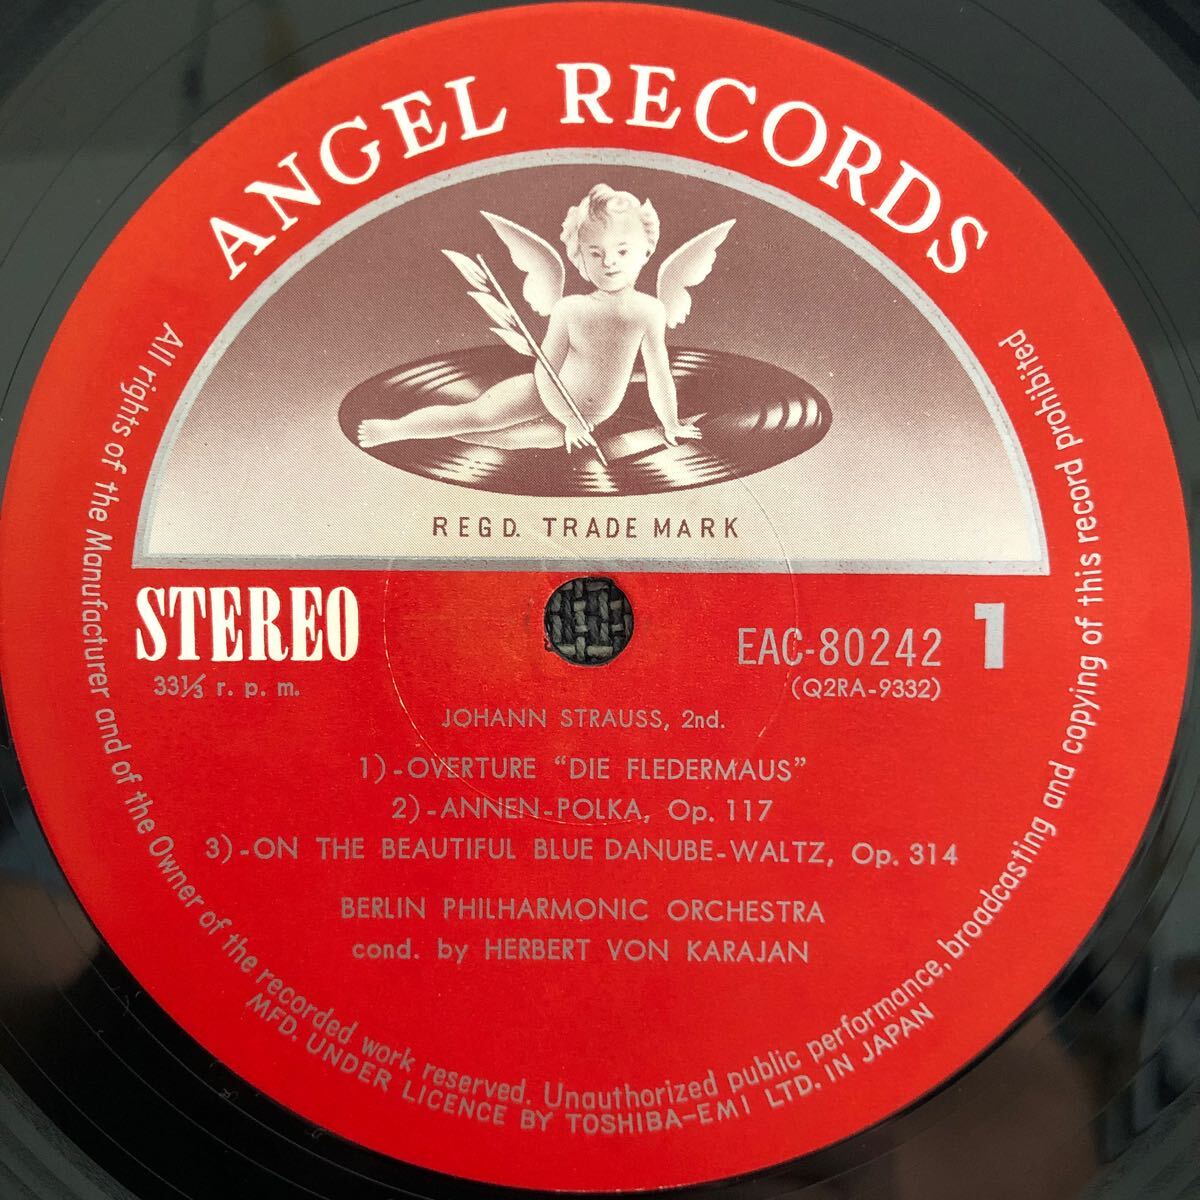 ANGEL RECORDS
REGD. TRADE MARK
STEREO
33⅓ r. p. m.
EAC-80242 1
(Q2RA-9332)
JOHANN STRAUSS, 2nd.
1)-OVERTURE “DIE FLEDERMAUS”
2)-ANNEN-POLKA, Op. 117
3)-ON THE BEAUTIFUL BLUE DANUBE-WALTZ, Op. 314
BERLIN PHILHARMONIC ORCHESTRA
cond. by HERBERT VON KARAJAN
All rights of the Manufacturer and of the Owner of the recorded work reserved. Unauthorized public performance, broadcasting and copying of this record prohibited
MFD. UNDER LICENCE BY TOSHIBA-EMI LTD. IN JAPAN